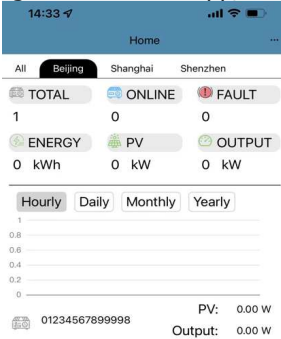 14:33
Home
...
All Beijing Shanghai Shenzhen
TOTAL ONLINE FAULT
1 0 0
ENERGY PV OUTPUT
0 kWh 0 kW 0 kW
Hourly Daily Monthly Yearly
1
0.8
0.6
0.4
0.2
0
01234567899998
PV: 0.00 W
Output: 0.00 W